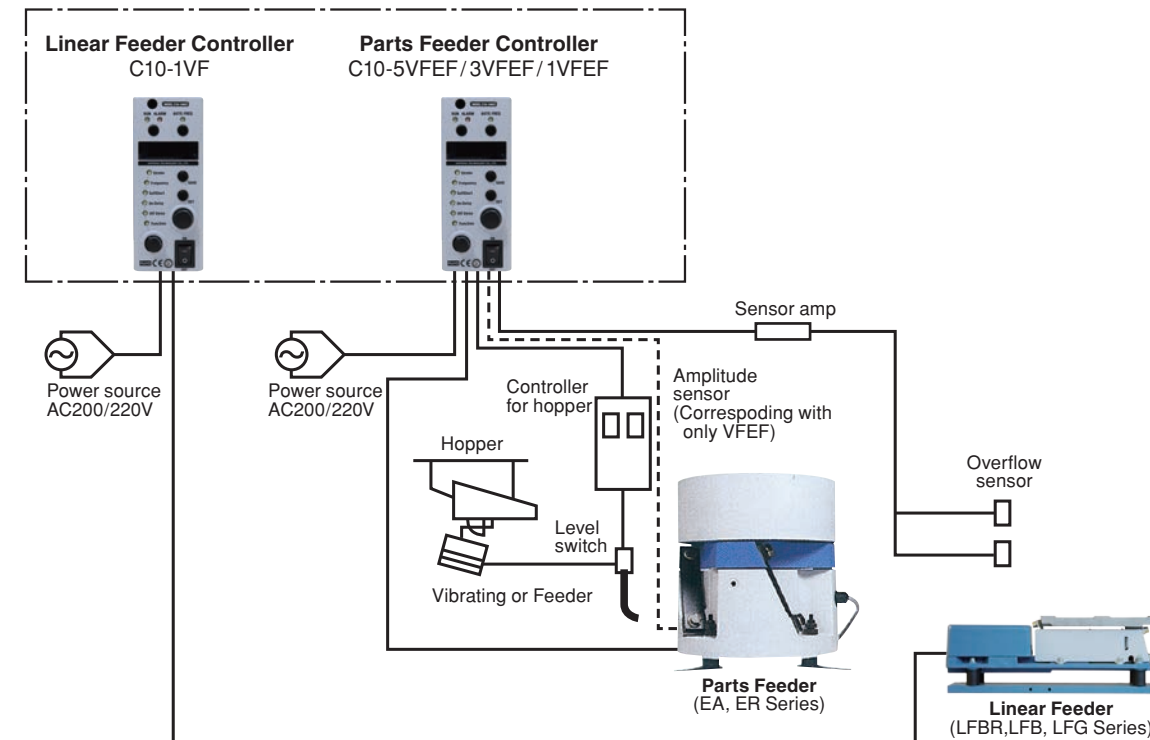 Linear Feeder Controller
C10-1VF
Parts Feeder Controller
C10-5VFEF/3VFEF/1VFEF
Power source
AC200/220V
Power source
AC200/220V
Sensor amp
Controller
for hopper
Amplitude
sensor
(Correspoding with
only VFEF)
Hopper
Level
switch
Vibrating or Feeder
Overflow
sensor
Parts Feeder
(EA, ER Series)
Linear Feeder
(LFBR,LFB, LFG Series)